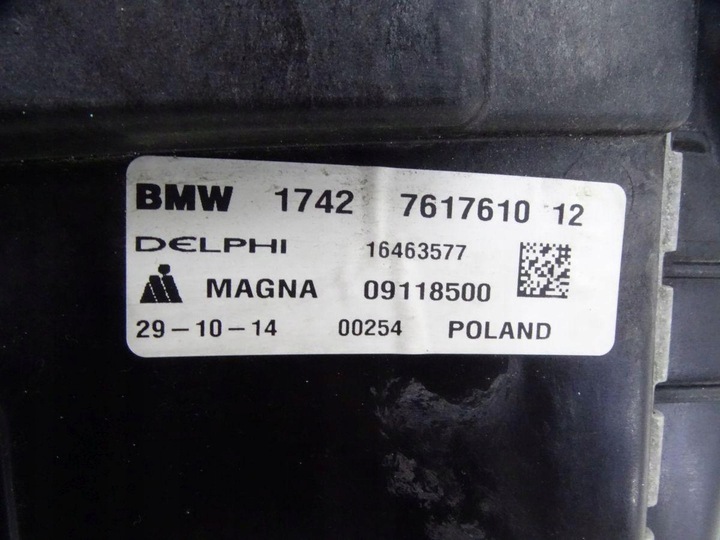 BMW 1742 7617610 12
DELPHI 16463577
MAGNA 09118500
29-10-14 00254 POLAND